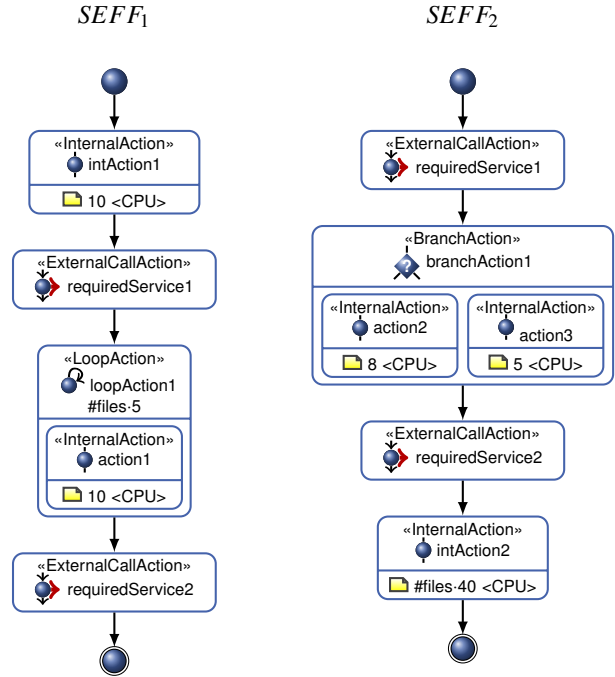 SEFF1
«InternalAction»
intAction1
10 <CPU>
«ExternalCallAction»
requiredService1
«LoopAction»
loopAction1
#files·5
«InternalAction»
action1
10 <CPU>
«ExternalCallAction»
requiredService2
SEFF2
«ExternalCallAction»
requiredService1
«BranchAction»
?
branchAction1
«InternalAction»
action2
8 <CPU>
«InternalAction»
action3
5 <CPU>
«ExternalCallAction»
requiredService2
«InternalAction»
intAction2
#files·40 <CPU>